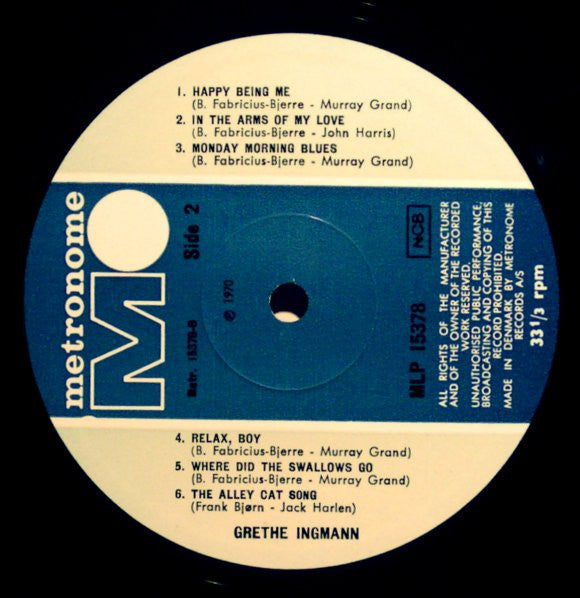 1. HAPPY BEING ME
(B. Fabricius-Bjerre - Murray Grand)
2. IN THE ARMS OF MY LOVE
(B. Fabricius-Bjerre - John Harris)
3. MONDAY MORNING BLUES
(B. Fabricius-Bjerre - Murray Grand)
metronome
M
Side 2
Matr. 15378-B
℗ 1970
NCB
MLP 15378
ALL RIGHTS OF THE MANUFACTURER
AND OF THE OWNER OF THE RECORDED
WORK RESERVED.
UNAUTHORISED PUBLIC PERFORMANCE,
BROADCASTING AND COPYING OF THIS
RECORD PROHIBITED.
MADE IN DENMARK BY METRONOME
RECORDS A/S
33 1/3 rpm
4. RELAX, BOY
(B. Fabricius-Bjerre - Murray Grand)
5. WHERE DID THE SWALLOWS GO
(B. Fabricius-Bjerre - Murray Grand)
6. THE ALLEY CAT SONG
(Frank Bjørn - Jack Harlen)
GRETHE INGMANN